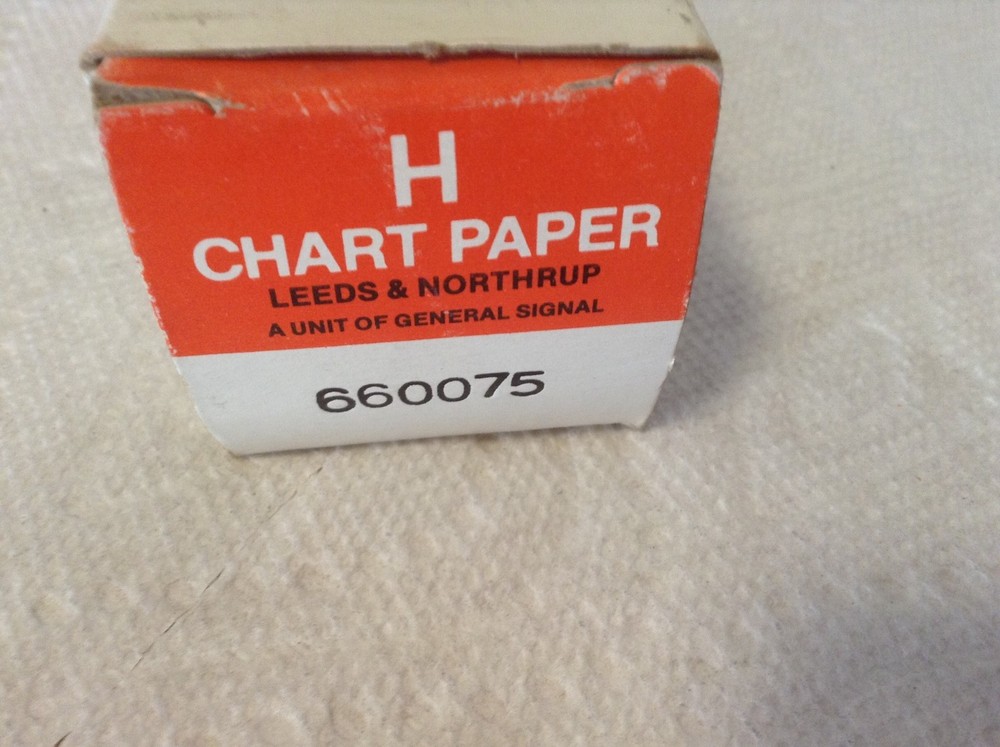 H
CHART PAPER
LEEDS & NORTHRUP
A UNIT OF GENERAL SIGNAL
660075